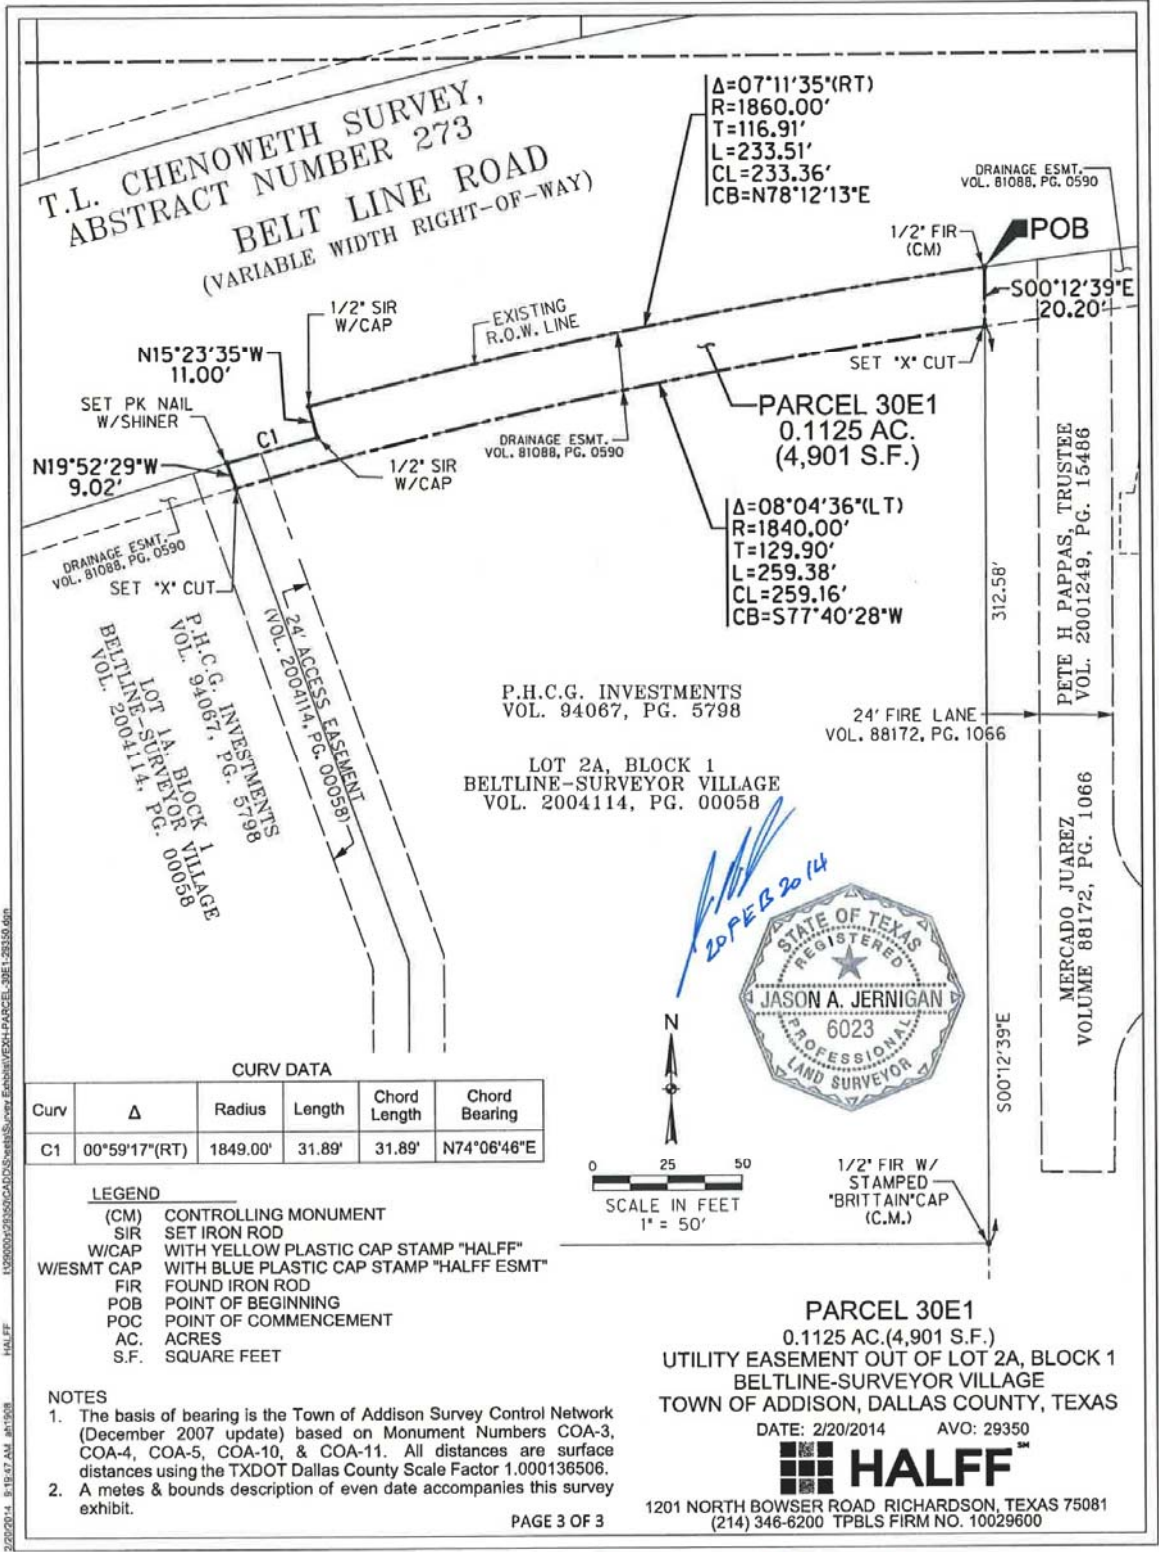 T.L. CHENOWETH SURVEY,
ABSTRACT NUMBER 273
BELT LINE ROAD
(VARIABLE WIDTH RIGHT-OF-WAY)
Δ=07°11'35"(RT)
R=1860.00'
T=116.91'
L=233.51'
CL=233.36'
CB=N78°12'13"E
DRAINAGE ESMT.
VOL. 81088, PG. 0590
1/2" FIR
(CM)
POB
S00°12'39"E
20.20'
1/2" SIR
W/CAP
EXISTING
R.O.W. LINE
N15°23'35"W
11.00'
SET "X" CUT
SET PK NAIL
W/SHINER
C1
PARCEL 30E1
0.1125 AC.
(4,901 S.F.)
DRAINAGE ESMT.
VOL. 81088, PG. 0590
N19°52'29"W
9.02'
1/2" SIR
W/CAP
Δ=08°04'36"(LT)
R=1840.00'
T=129.90'
L=259.38'
CL=259.16'
CB=S77°40'28"W
DRAINAGE ESMT.
VOL. 81088, PG. 0590
SET "X" CUT
24' ACCESS EASEMENT
(VOL. 2004114, PG. 00058)
P.H.C.G. INVESTMENTS
VOL. 94067, PG. 5798
LOT 1A, BLOCK 1
BELTLINE-SURVEYOR VILLAGE
VOL. 2004114, PG. 00058
P.H.C.G. INVESTMENTS
VOL. 94067, PG. 5798
LOT 2A, BLOCK 1
BELTLINE-SURVEYOR VILLAGE
VOL. 2004114, PG. 00058
312.58'
PETE H PAPPAS, TRUSTEE
VOL. 2001249, PG. 15486
24' FIRE LANE
VOL. 88172, PG. 1066
MERCADO JUAREZ
VOLUME 88172, PG. 1066
S00°12'39"E
20 FEB 2014
STATE OF TEXAS
REGISTERED
JASON A. JERNIGAN
6023
PROFESSIONAL
LAND SURVEYOR
N
CURV DATA
Curv Δ Radius Length Chord Length Chord Bearing
C1 00°59'17"(RT) 1849.00' 31.89' 31.89' N74°06'46"E
0 25 50
SCALE IN FEET
1" = 50'
1/2" FIR W/
STAMPED
"BRITTAIN"CAP
(C.M.)
LEGEND
(CM) CONTROLLING MONUMENT
SIR SET IRON ROD
W/CAP WITH YELLOW PLASTIC CAP STAMP "HALFF"
W/ESMT CAP WITH BLUE PLASTIC CAP STAMP "HALFF ESMT"
FIR FOUND IRON ROD
POB POINT OF BEGINNING
POC POINT OF COMMENCEMENT
AC. ACRES
S.F. SQUARE FEET
NOTES
1. The basis of bearing is the Town of Addison Survey Control Network
(December 2007 update) based on Monument Numbers COA-3,
COA-4, COA-5, COA-10, & COA-11. All distances are surface
distances using the TXDOT Dallas County Scale Factor 1.000136506.
2. A metes & bounds description of even date accompanies this survey
exhibit.
PAGE 3 OF 3
PARCEL 30E1
0.1125 AC.(4,901 S.F.)
UTILITY EASEMENT OUT OF LOT 2A, BLOCK 1
BELTLINE-SURVEYOR VILLAGE
TOWN OF ADDISON, DALLAS COUNTY, TEXAS
DATE: 2/20/2014 AVO: 29350
HALFF SM
1201 NORTH BOWSER ROAD RICHARDSON, TEXAS 75081
(214) 346-6200 TPBLS FIRM NO. 10029600
2/20/2014 9:19:47 AM ah1908 HALFF